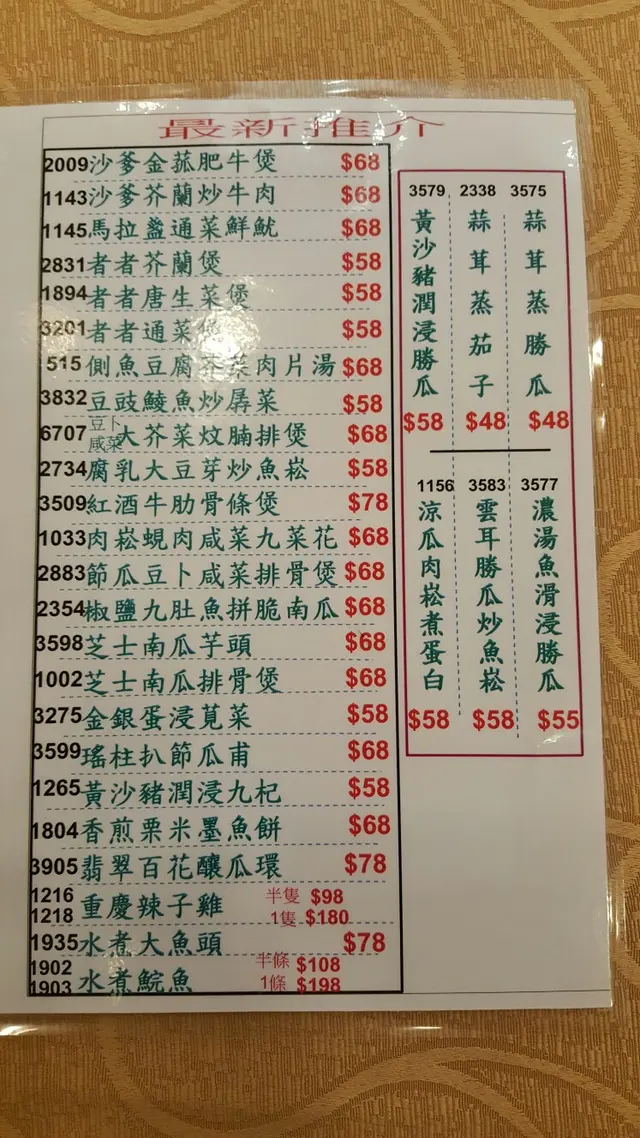 最新推介
2009沙爹金菰肥牛煲 $68
1143沙爹芥蘭炒牛肉 $68
1145馬拉盞通菜鮮魷 $68
2831者者芥蘭煲 $58
1894者者唐生菜煲 $58
3201者者通菜煲 $58
515側魚豆腐芥菜肉片湯 $68
3832豆豉鯪魚炒孱菜 $58
6707豆卜咸菜大芥菜炆腩排煲 $68
2734腐乳大豆芽炒魚崧 $58
3509紅酒牛肋骨條煲 $78
1033肉崧蜆肉咸菜九菜花 $68
2883節瓜豆卜咸菜排骨煲 $68
2354椒鹽九肚魚拼脆南瓜 $68
3598芝士南瓜芋頭 $68
1002芝士南瓜排骨煲 $68
3275金銀蛋浸莧菜 $58
3599瑤柱扒節瓜甫 $68
1265黃沙豬潤浸九杞 $58
1804香煎粟米墨魚餅 $68
3905翡翠百花釀瓜環 $78
1216 半隻 $98
1218 重慶辣子雞 1隻 $180
1935水煮大魚頭 $78
1902 半條 $108
1903 水煮鯇魚 1條 $198
3579 黃沙豬潤浸勝瓜 $58
2338 蒜茸蒸茄子 $48
3575 蒜茸蒸勝瓜 $48
1156 涼瓜肉崧煮蛋白 $58
3583 雲耳勝瓜炒魚崧 $58
3577 濃湯魚滑浸勝瓜 $55